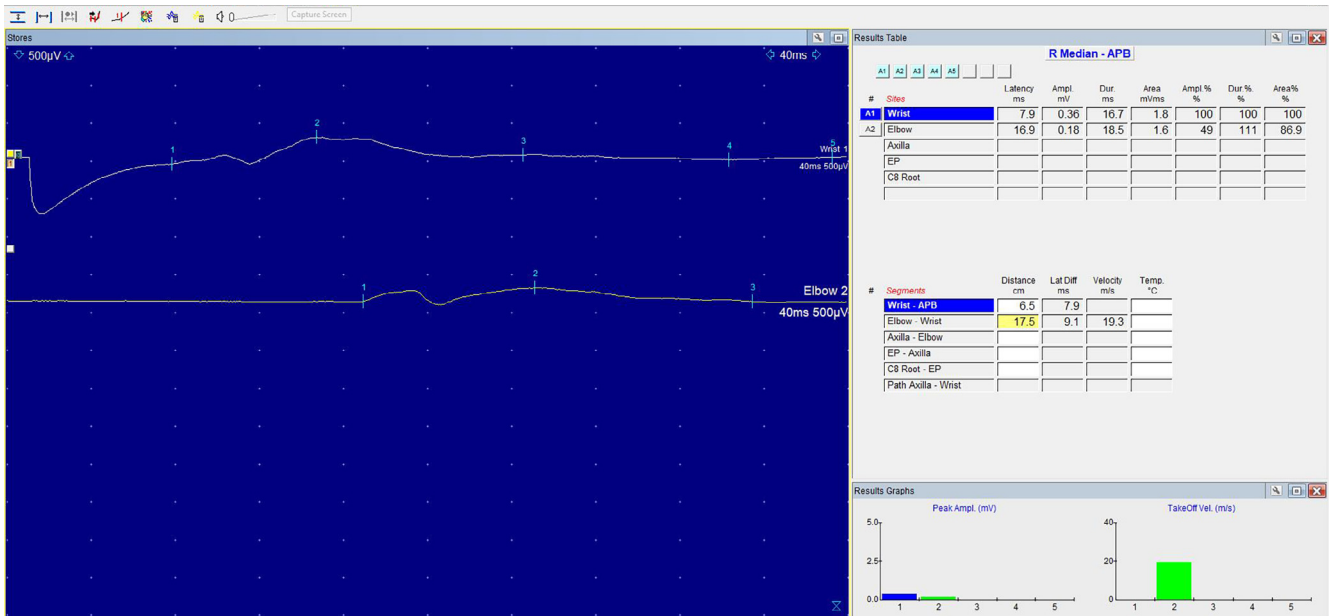 Capture Screen
Stores
500µV
40ms
1
2
3
4
5
Wrist 1
40ms 500µV
1
1
2
3
Elbow 2
40ms 500µV
Results Table
R Median - APB
A1 A2 A3 A4 A5
Latency Ampl. Dur. Area Ampl.% Dur.%. Area%
# Sites ms mV ms mVms % % %
A1 Wrist 7.9 0.36 16.7 1.8 100 100 100
A2 Elbow 16.9 0.18 18.5 1.6 49 111 86.9
Axilla
EP
C8 Root
Distance Lat Diff Velocity Temp.
# Segments cm ms m/s °C
Wrist - APB 6.5 7.9
Elbow - Wrist 17.5 9.1 19.3
Axilla - Elbow
EP - Axilla
C8 Root - EP
Path Axilla - Wrist
Results Graphs
Peak Ampl. (mV) TakeOff Vel. (m/s)
5.0 40
2.5 20
0.0 0
1 2 3 4 5 1 2 3 4 5